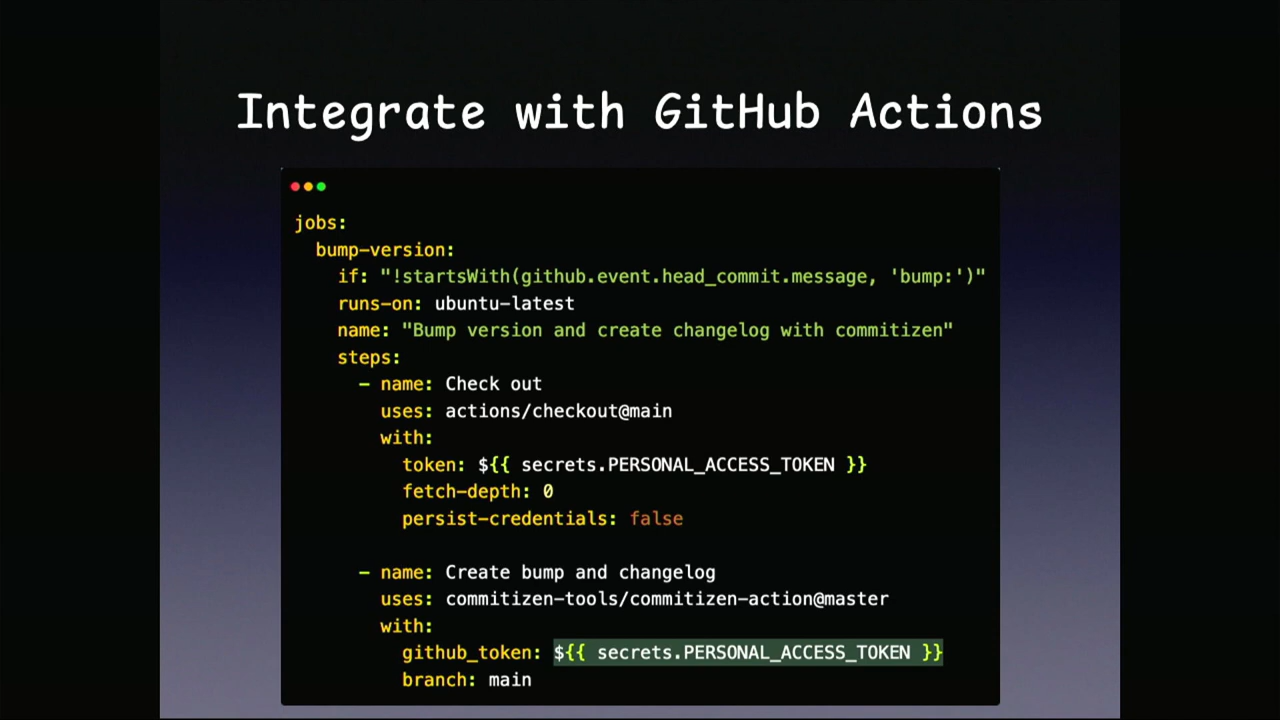 Integrate with GitHub Actions
jobs:
bump-version:
if: "!startsWith(github.event.head_commit.message, 'bump:')"
runs-on: ubuntu-latest
name: "Bump version and create changelog with commitizen"
steps:
- name: Check out
uses: actions/checkout@main
with:
token: ${{ secrets.PERSONAL_ACCESS_TOKEN }}
fetch-depth: 0
persist-credentials: false
- name: Create bump and changelog
uses: commitizen-tools/commitizen-action@master
with:
github_token: ${{ secrets.PERSONAL_ACCESS_TOKEN }}
branch: main